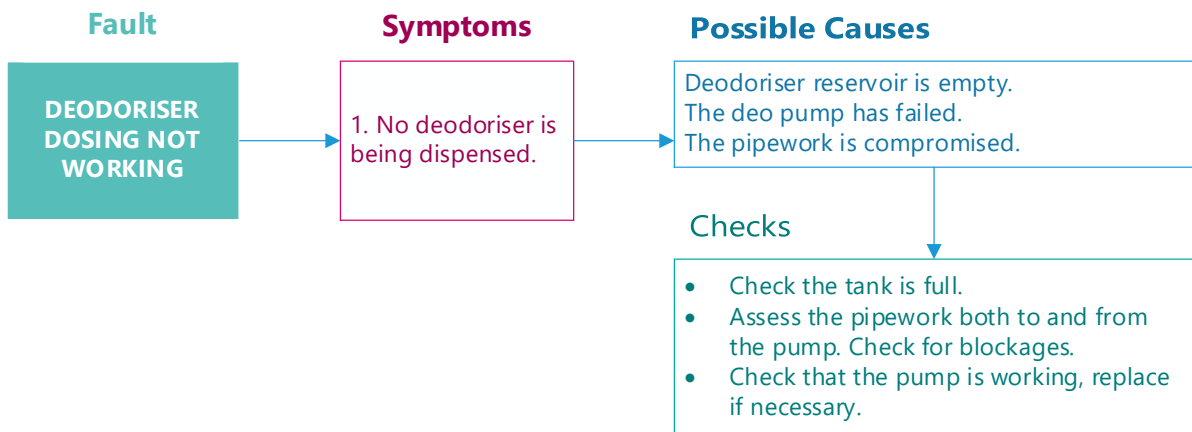 Fault
Symptoms
Possible Causes
DEODORISER
DOSING NOT
WORKING
1. No deodoriser is
being dispensed.
Deodoriser reservoir is empty.
The deo pump has failed.
The pipework is compromised.
Checks
• Check the tank is full.
• Assess the pipework both to and from
the pump. Check for blockages.
• Check that the pump is working, replace
if necessary.